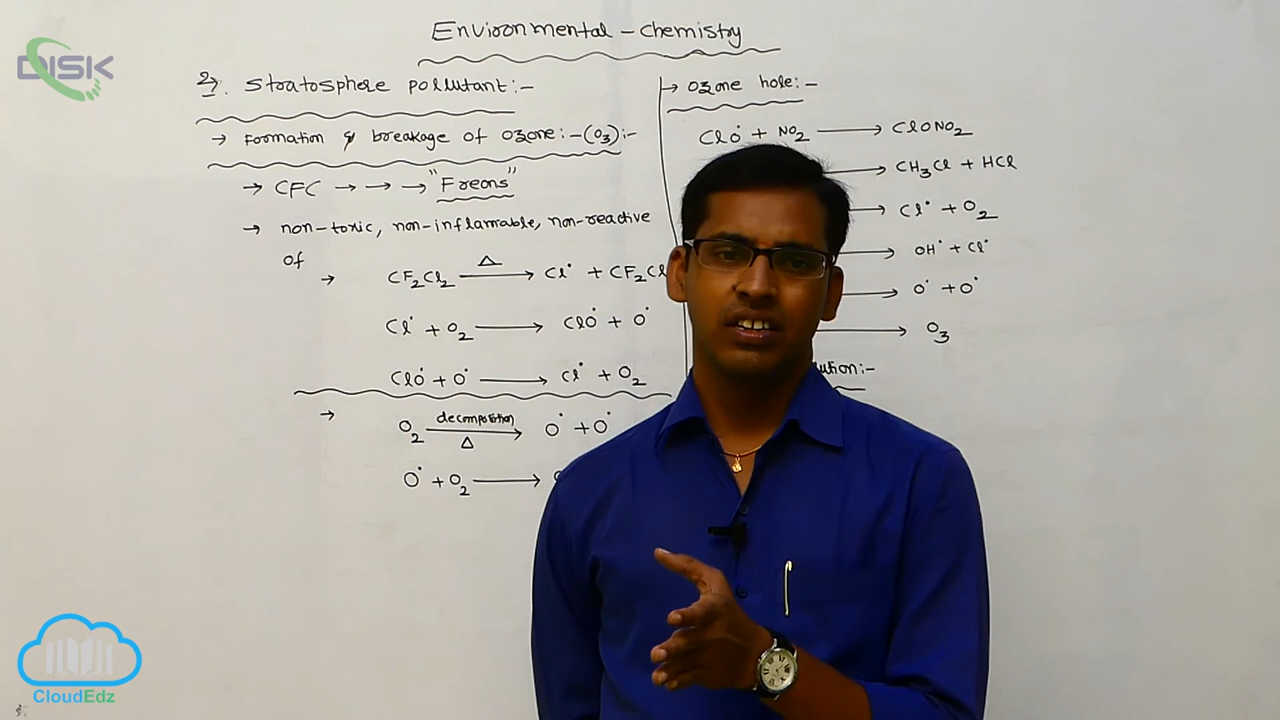 DISK
Environmental - chemistry
2→. Stratosphere pollutant:-
→ Formation & breakage of ozone:-(O3):-
→ CFC → → → "Freons"
→ non-toxic, non-inflamable, non-reactive
of
→ CF2Cl2 —Δ→ Cl• + CF2Cl
Cl• + O2 ⟶ ClO• + O•
ClO• + O• ⟶ Cl• + O2
→ O2 —decomposition Δ→ O• + O•
O• + O2 ⟶
→ Ozone hole:-
ClO• + NO2 ⟶ ClONO2
⟶ CH3Cl + HCl
⟶ Cl• + O2
⟶ OH• + Cl•
⟶ O• + O•
⟶ O3
CloudEdz